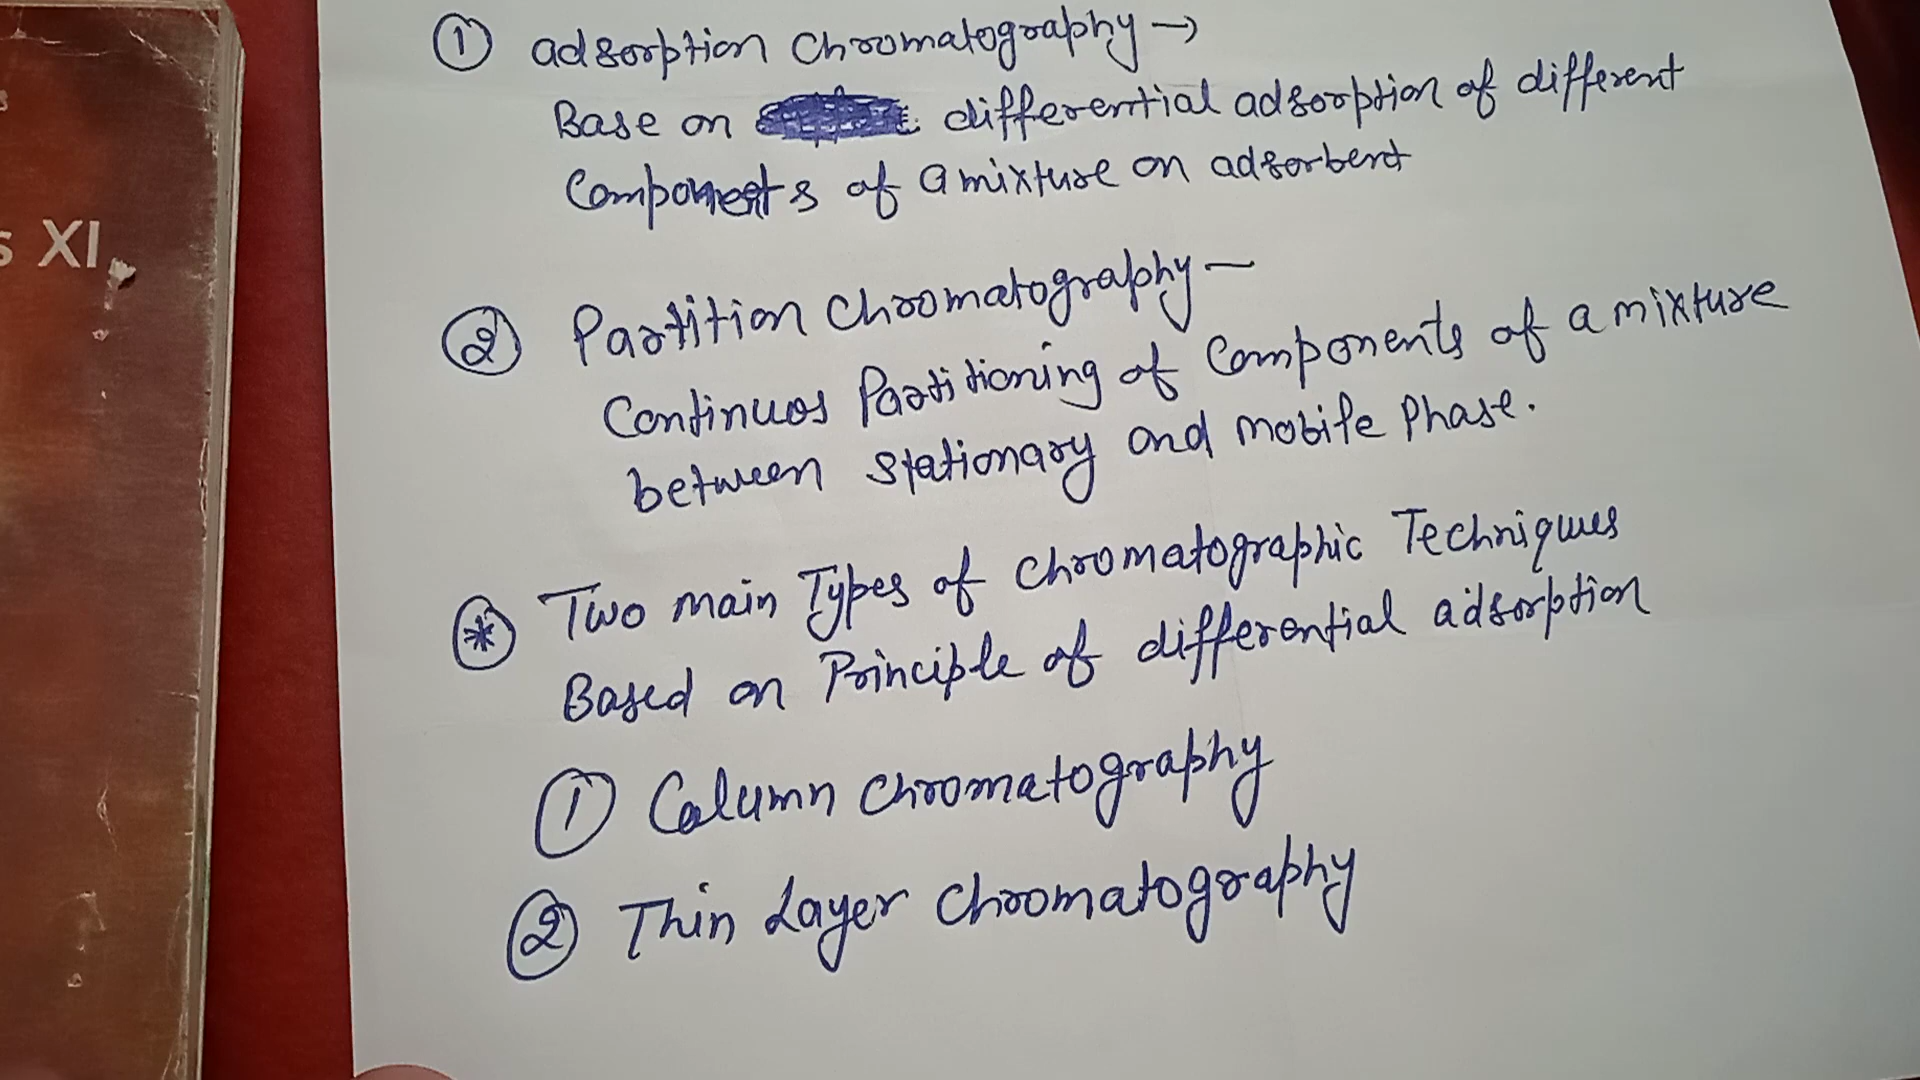 ① adsorption chromatography →
Base on differential adsorption of different
Components of a mixture on adsorbent
② Partition chromatography —
Continuos Partitioning of Components of a mixture
between stationary and mobile Phase.
* Two main Types of chromatographic Techniques
Based on Principle of differential adsorption
① Column chromatography
② Thin Layer chromatography
s XI